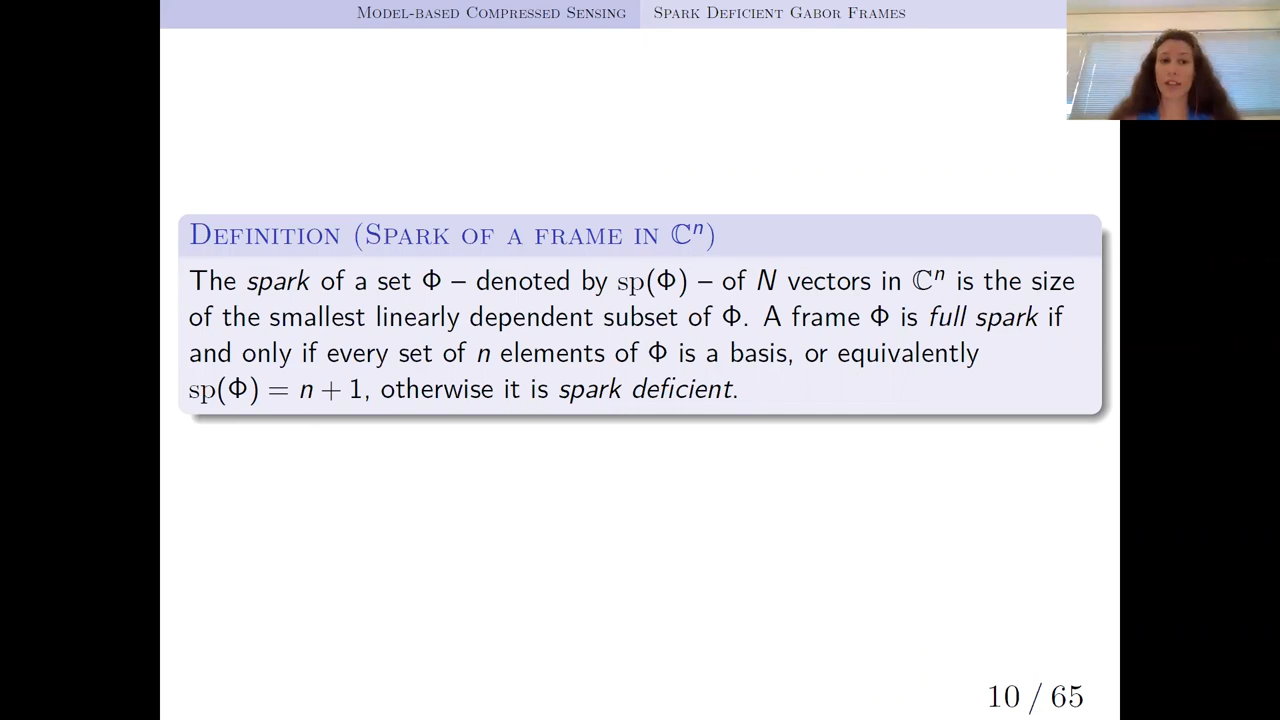 Model-based Compressed Sensing Spark Deficient Gabor Frames
Definition (Spark of a frame in ℂⁿ)
The spark of a set Φ – denoted by sp(Φ) – of N vectors in ℂⁿ is the size
of the smallest linearly dependent subset of Φ. A frame Φ is full spark if
and only if every set of n elements of Φ is a basis, or equivalently
sp(Φ) = n + 1, otherwise it is spark deficient.
10 / 65